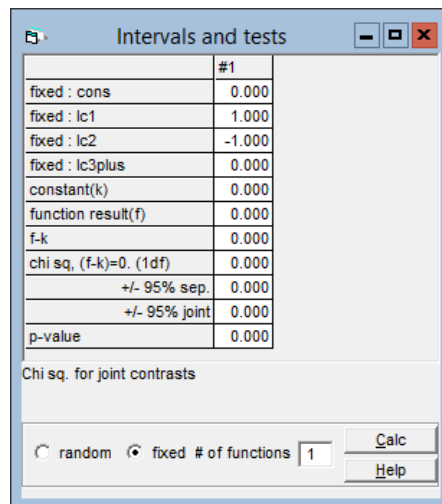 Intervals and tests
#1
fixed : cons 0.000
fixed : lc1 1.000
fixed : lc2 -1.000
fixed : lc3plus 0.000
constant(k) 0.000
function result(f) 0.000
f-k 0.000
chi sq, (f-k)=0. (1df) 0.000
+/- 95% sep. 0.000
+/- 95% joint 0.000
p-value 0.000
Chi sq. for joint contrasts
random fixed # of functions 1 Calc
Help